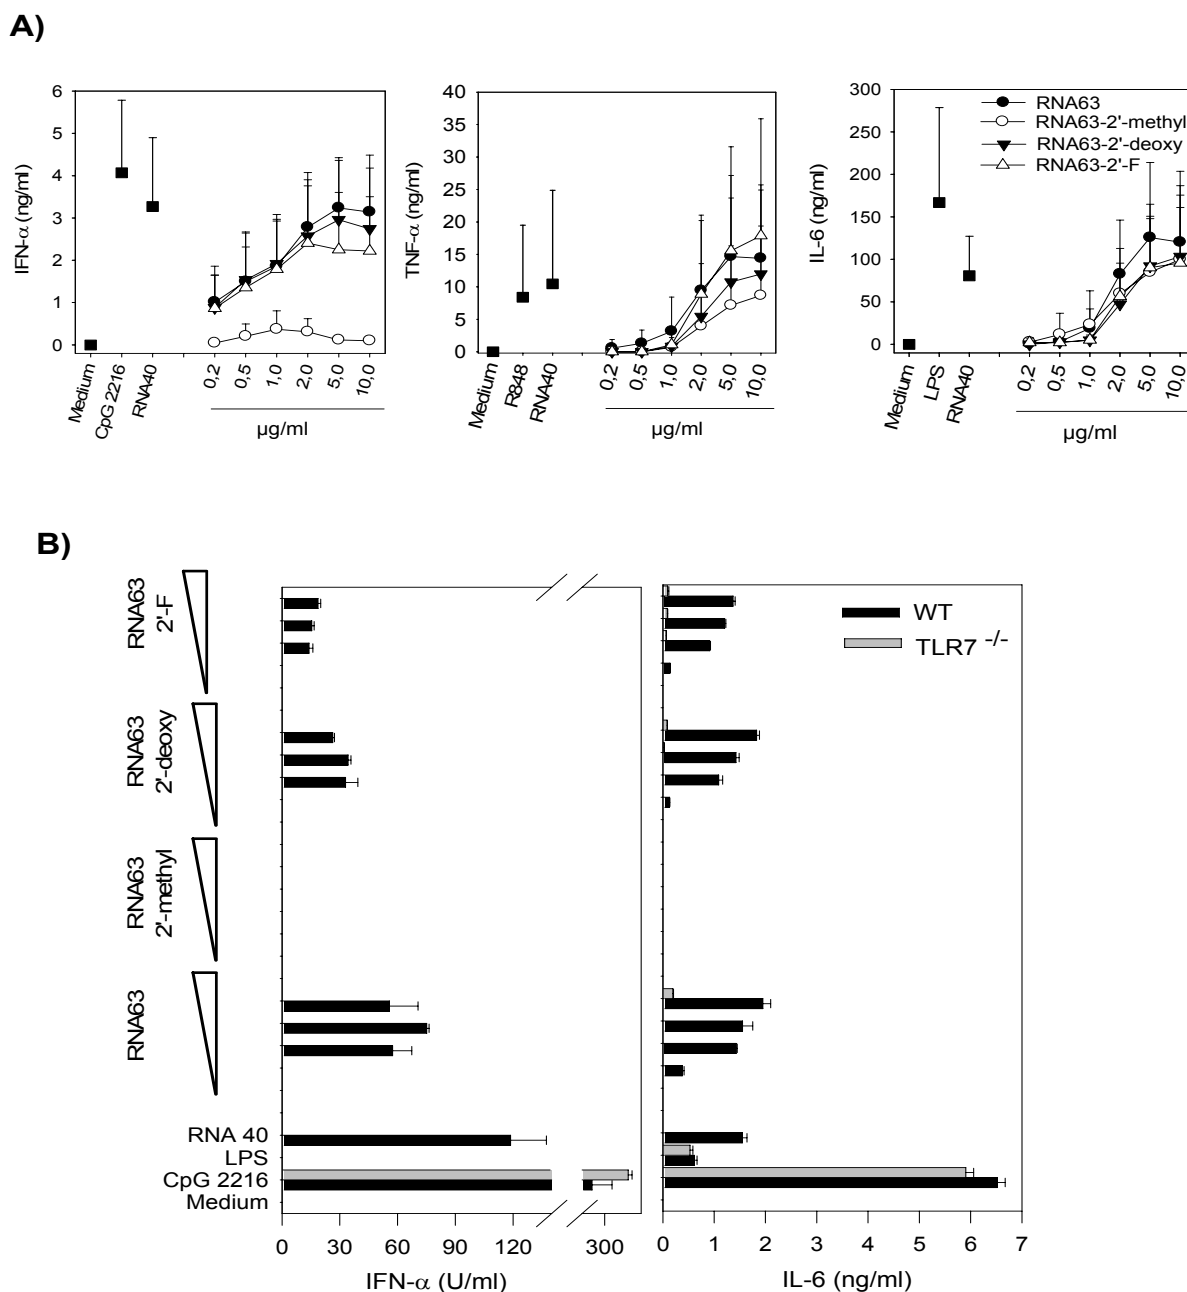 A)
IFN-α (ng/ml)
6
5
4
3
2
1
0
Medium
CpG 2216
RNA40
0,2
0,5
1,0
2,0
5,0
10,0
µg/ml
TNF-α (ng/ml)
40
35
30
25
20
15
10
5
0
Medium
R848
RNA40
0,2
0,5
1,0
2,0
5,0
10,0
µg/ml
IL-6 (ng/ml)
300
250
200
150
100
50
0
RNA63
RNA63-2'-methyl
RNA63-2'-deoxy
RNA63-2'-F
Medium
LPS
RNA40
0,2
0,5
1,0
2,0
5,0
10,0
µg/ml
B)
RNA63
2'-F
RNA63
2'-deoxy
RNA63
2'-methyl
RNA63
RNA 40
LPS
CpG 2216
Medium
0 30 60 90 120 300
IFN-α (U/ml)
WT
TLR7 -/-
0 1 2 3 4 5 6 7
IL-6 (ng/ml)